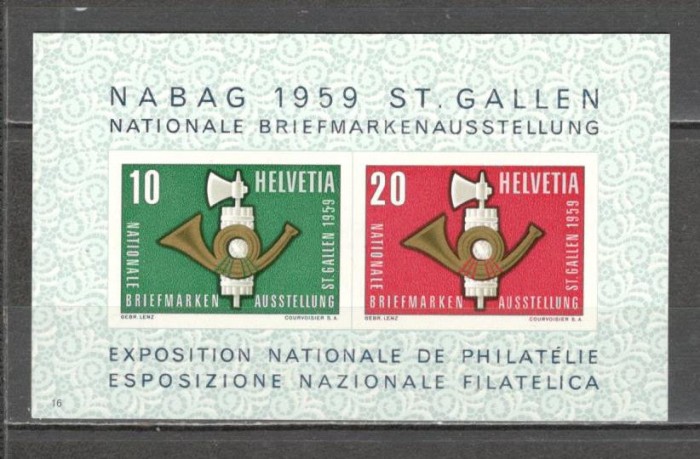 NABAG 1959 ST. GALLEN
NATIONALE BRIEFMARKENAUSSTELLUNG
10 HELVETIA
NATIONALE
BRIEFMARKEN AUSSTELLUNG
ST. GALLEN 1959
GEBR. LENZ COURVOISIER S.A.
20 HELVETIA
NATIONALE
BRIEFMARKEN AUSSTELLUNG
ST. GALLEN 1959
GEBR. LENZ COURVOISIER S.A.
EXPOSITION NATIONALE DE PHILATÉLIE
ESPOSIZIONE NAZIONALE FILATELICA
16